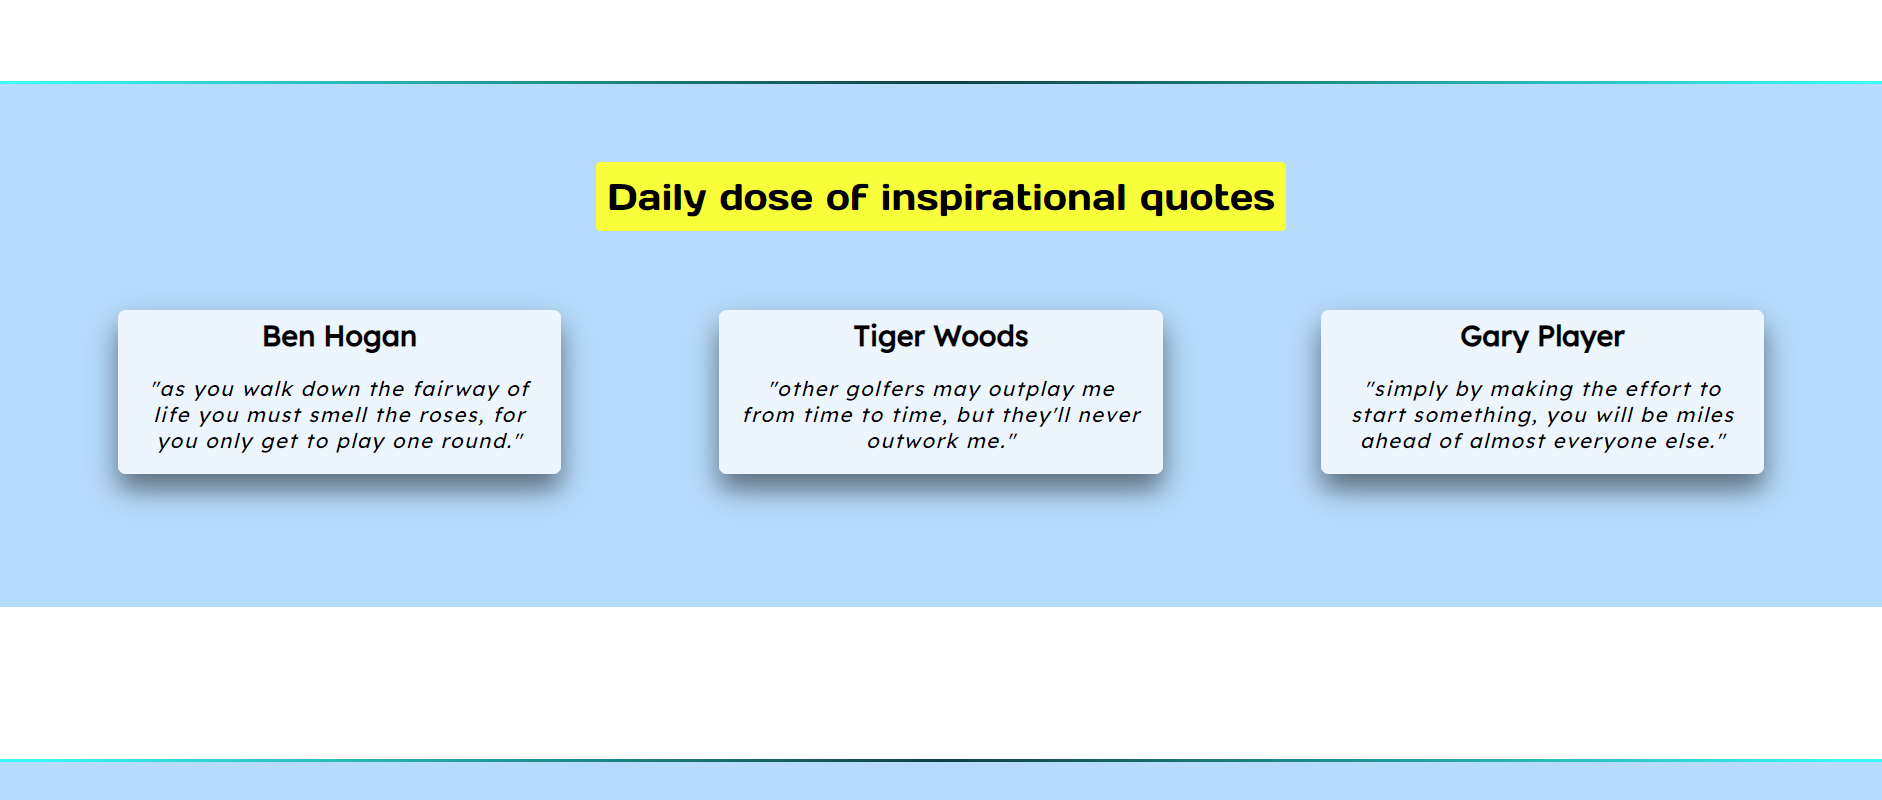 Daily dose of inspirational quotes
Ben Hogan
"as you walk down the fairway of
life you must smell the roses, for
you only get to play one round."
Tiger Woods
"other golfers may outplay me
from time to time, but they'll never
outwork me."
Gary Player
"simply by making the effort to
start something, you will be miles
ahead of almost everyone else."